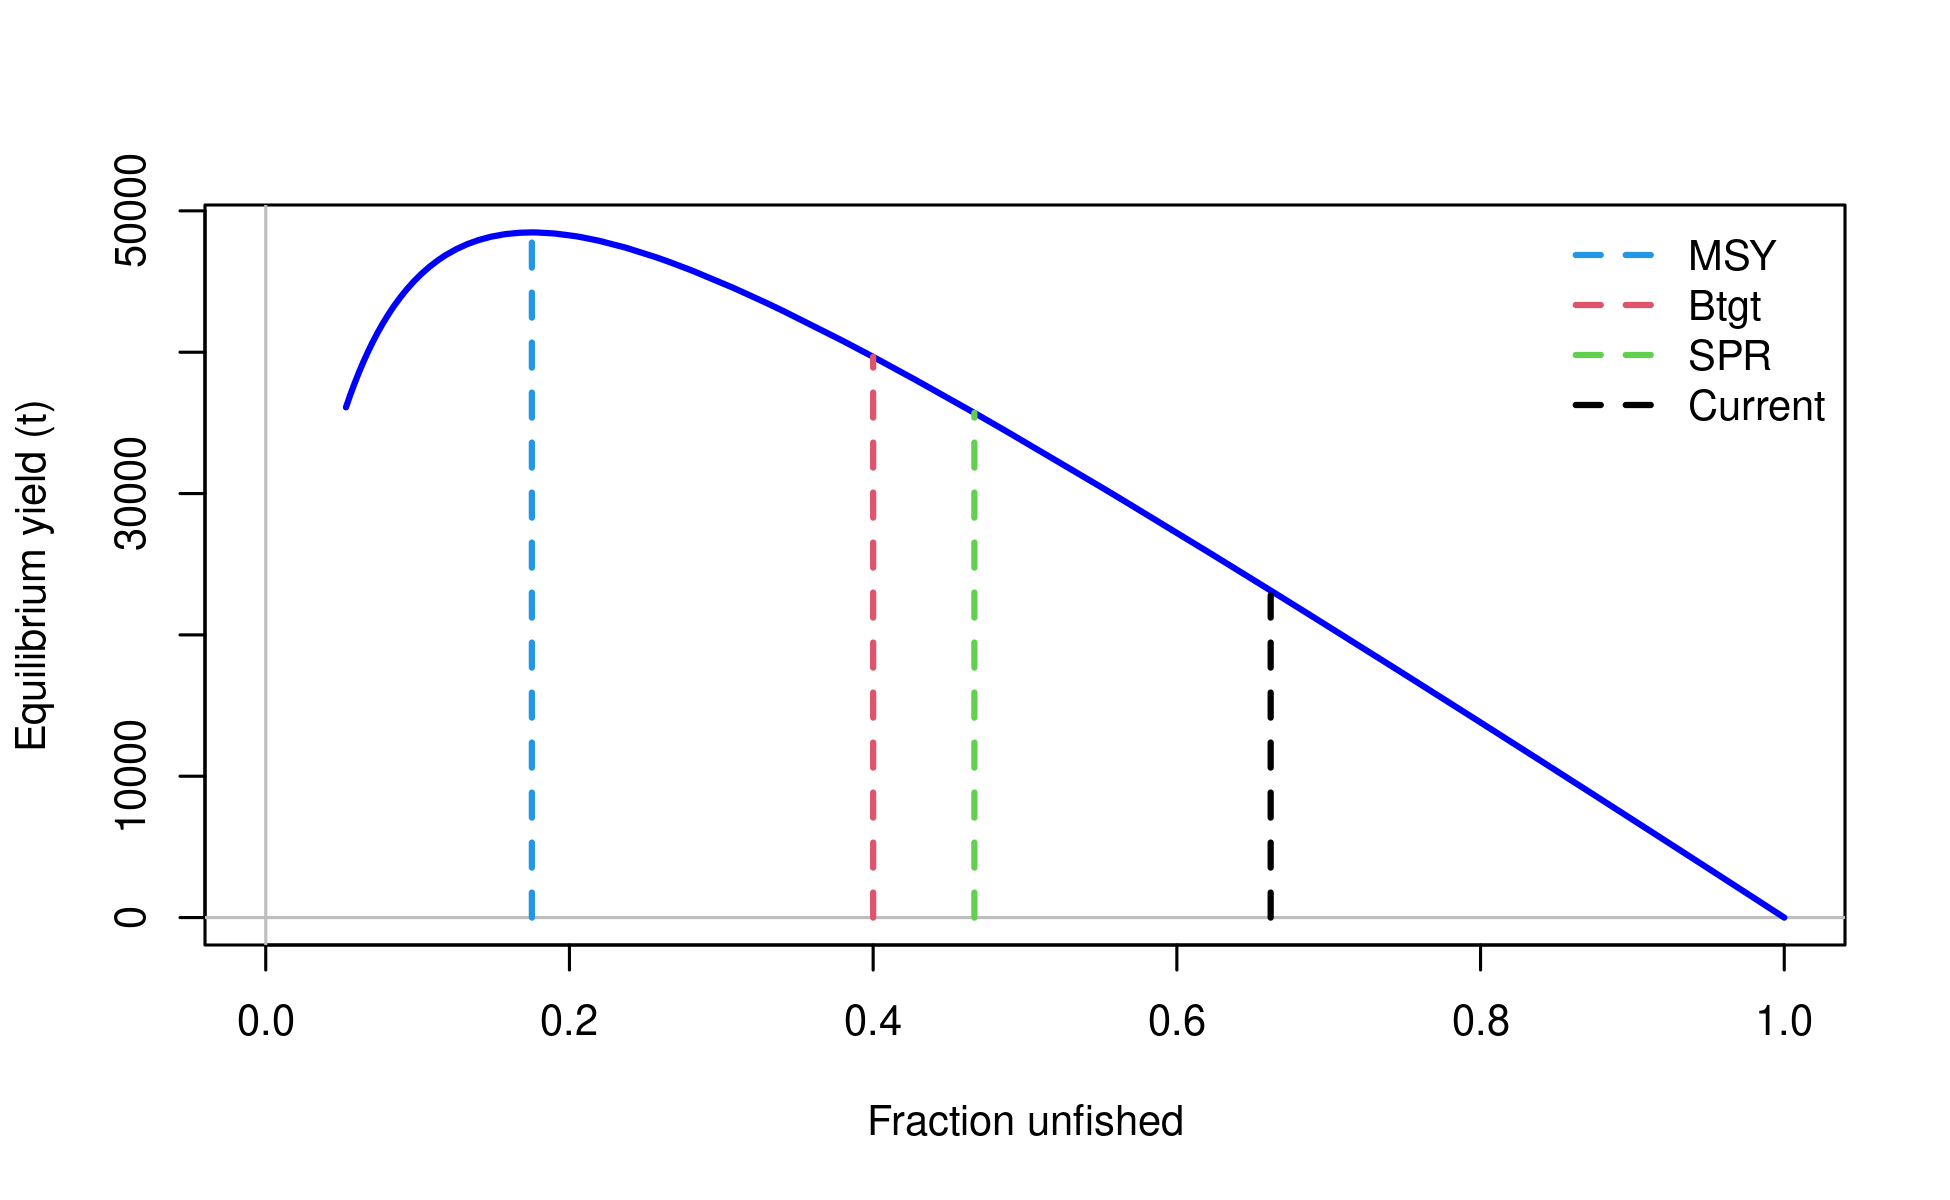 Equilibrium yield (t)
50000
30000
10000
0
MSY
Btgt
SPR
Current
0.0 0.2 0.4 0.6 0.8 1.0
Fraction unfished